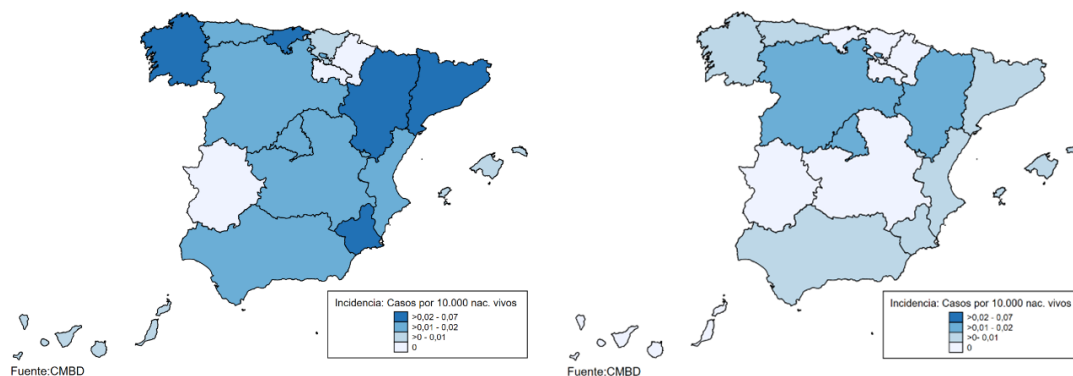 Incidencia: Casos por 10.000 nac. vivos
>0,02 - 0,07
>0,01 - 0,02
>0 - 0,01
0
Fuente:CMBD
Incidencia: Casos por 10.000 nac. vivos
>0,02 - 0,07
>0,01 - 0,02
>0- 0,01
0
Fuente:CMBD